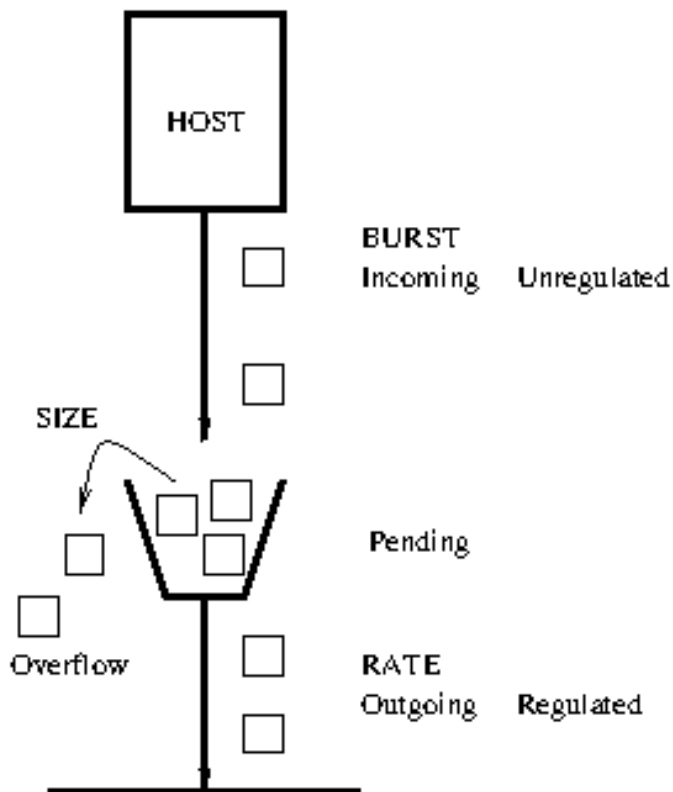 HOST
BURST
Incoming Unregulated
SIZE
Pending
Overflow
RATE
Outgoing Regulated